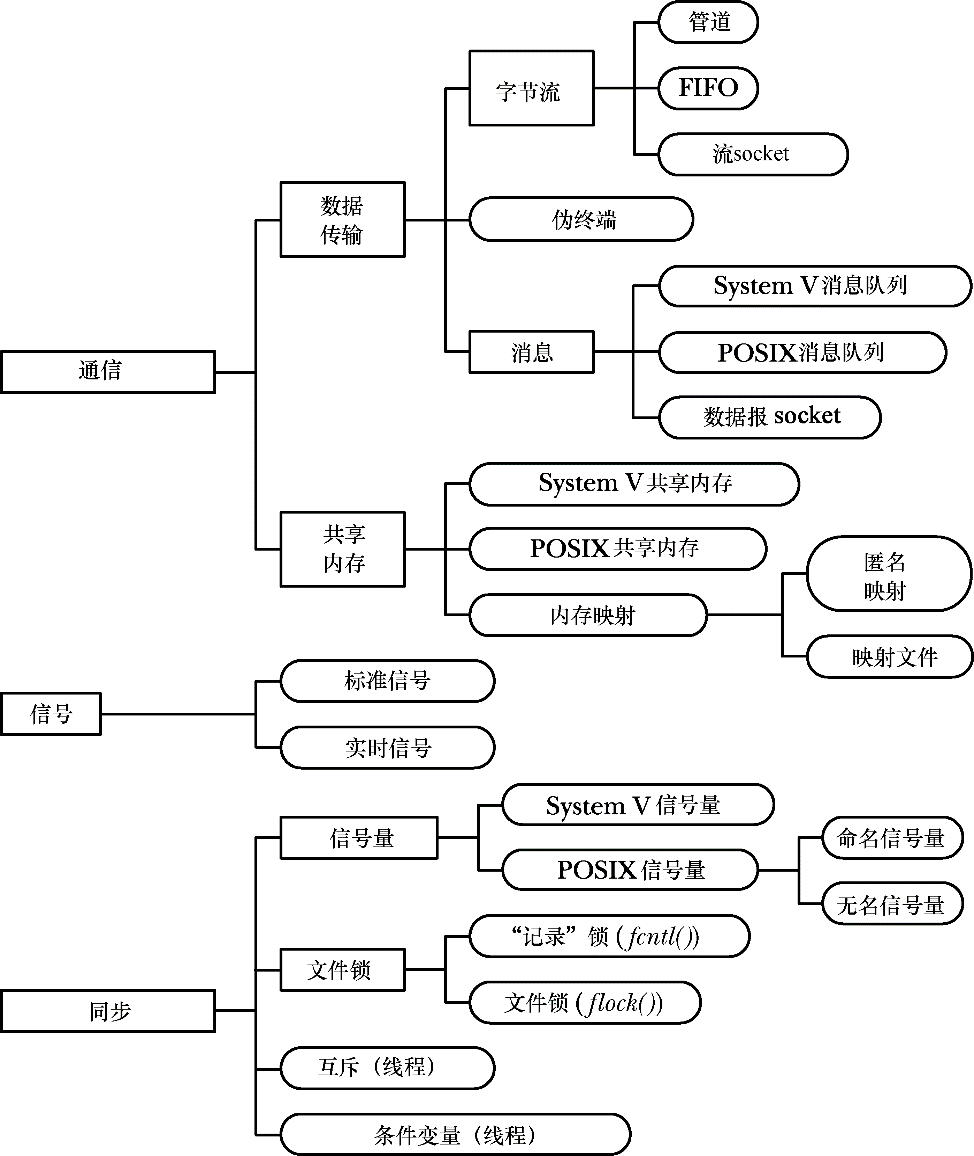 管道
字节流
FIFO
流socket
数据
传输
伪终端
System V消息队列
消息
POSIX消息队列
通信
数据报 socket
System V共享内存
共享
内存
POSIX共享内存
匿名
映射
内存映射
映射文件
标准信号
信号
实时信号
System V 信号量
信号量
命名信号量
POSIX信号量
无名信号量
“记录”锁 (fcntl())
文件锁
文件锁 (flock())
同步
互斥（线程）
条件变量（线程）